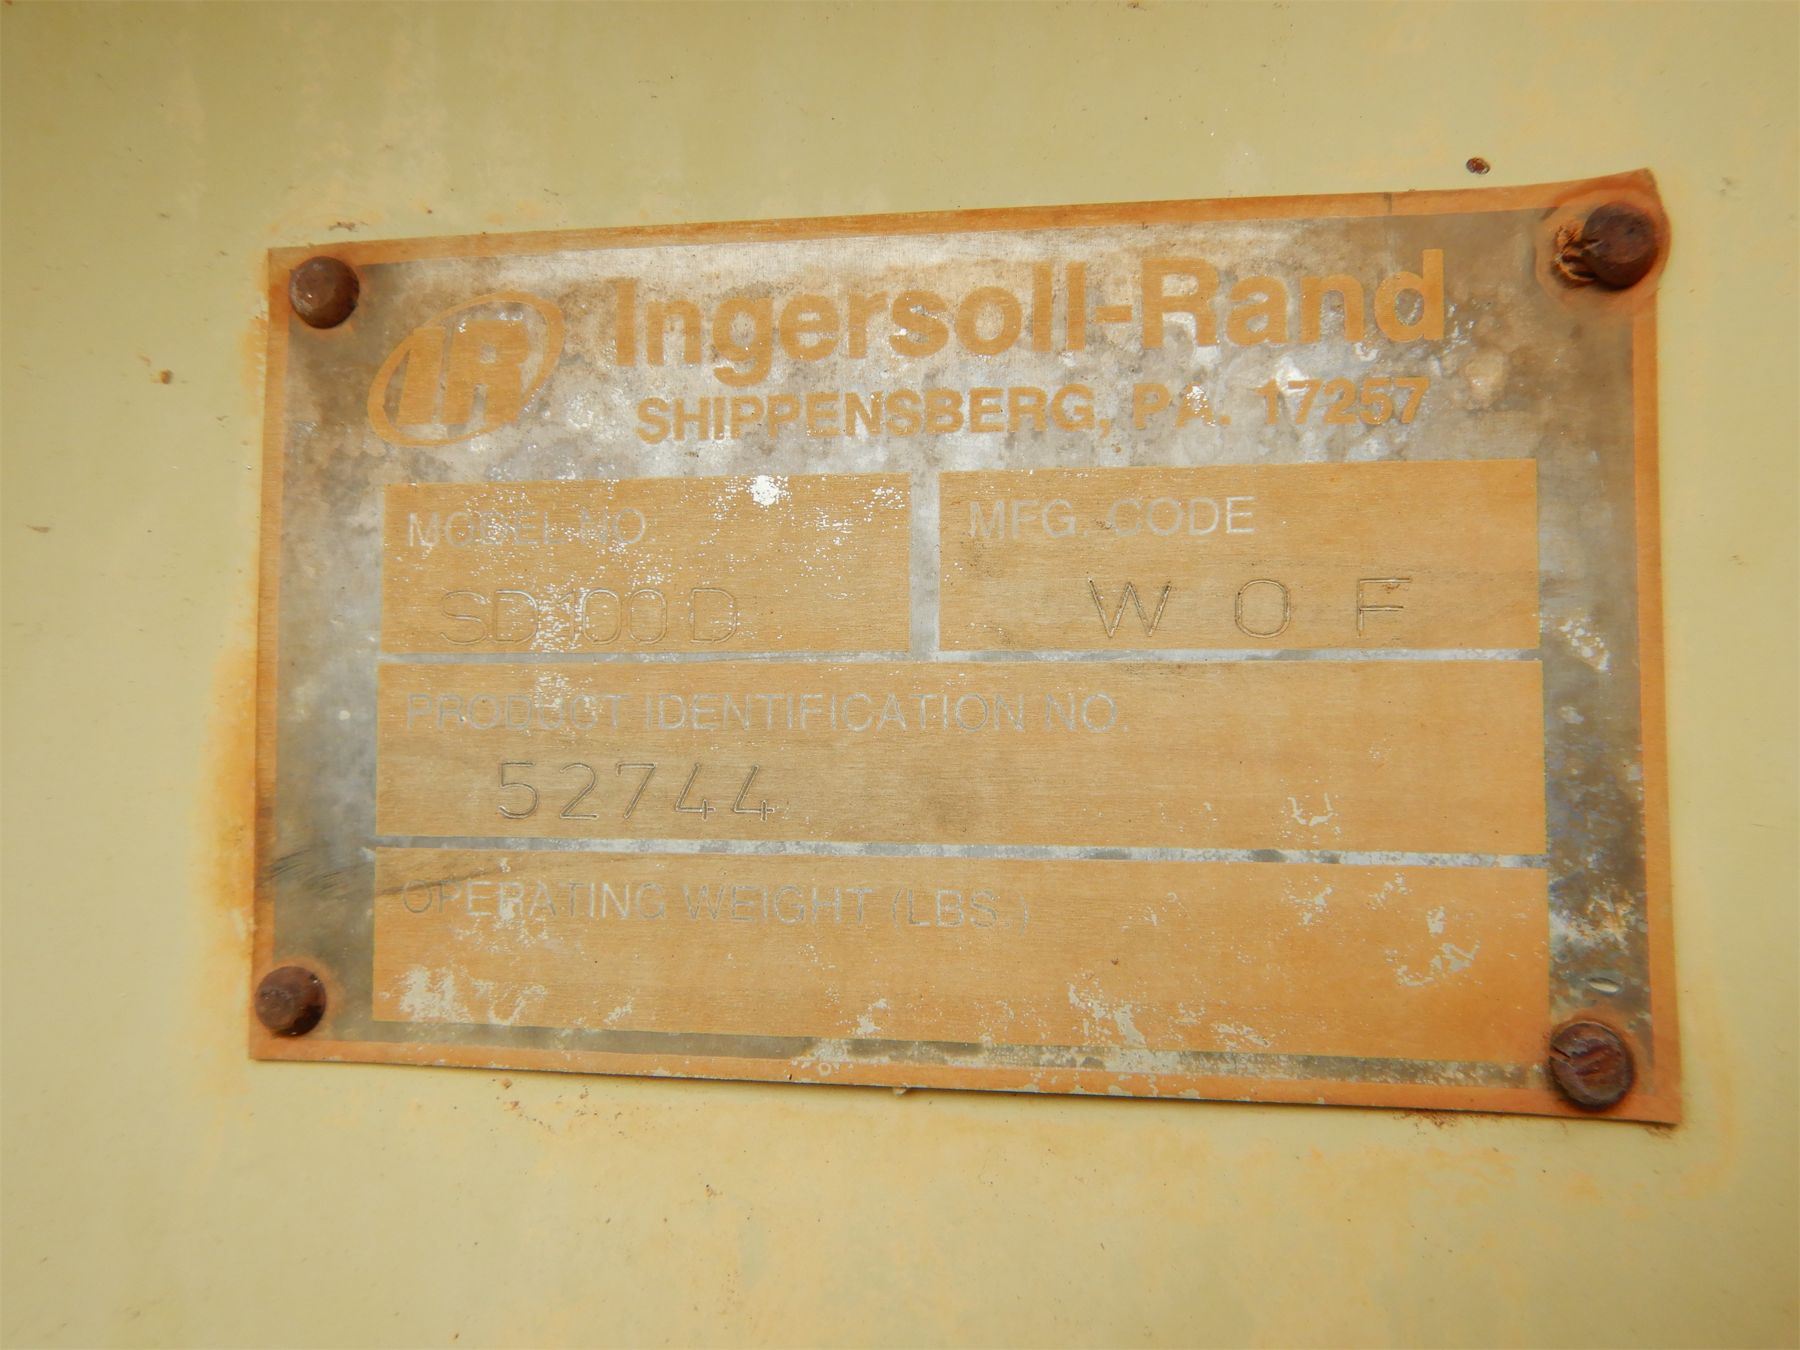 IR Ingersoll-Rand
SHIPPENSBERG, PA. 17257
MODEL NO. MFG. CODE
SD100D W O F
PRODUCT IDENTIFICATION NO.
52744
OPERATING WEIGHT (LBS.)